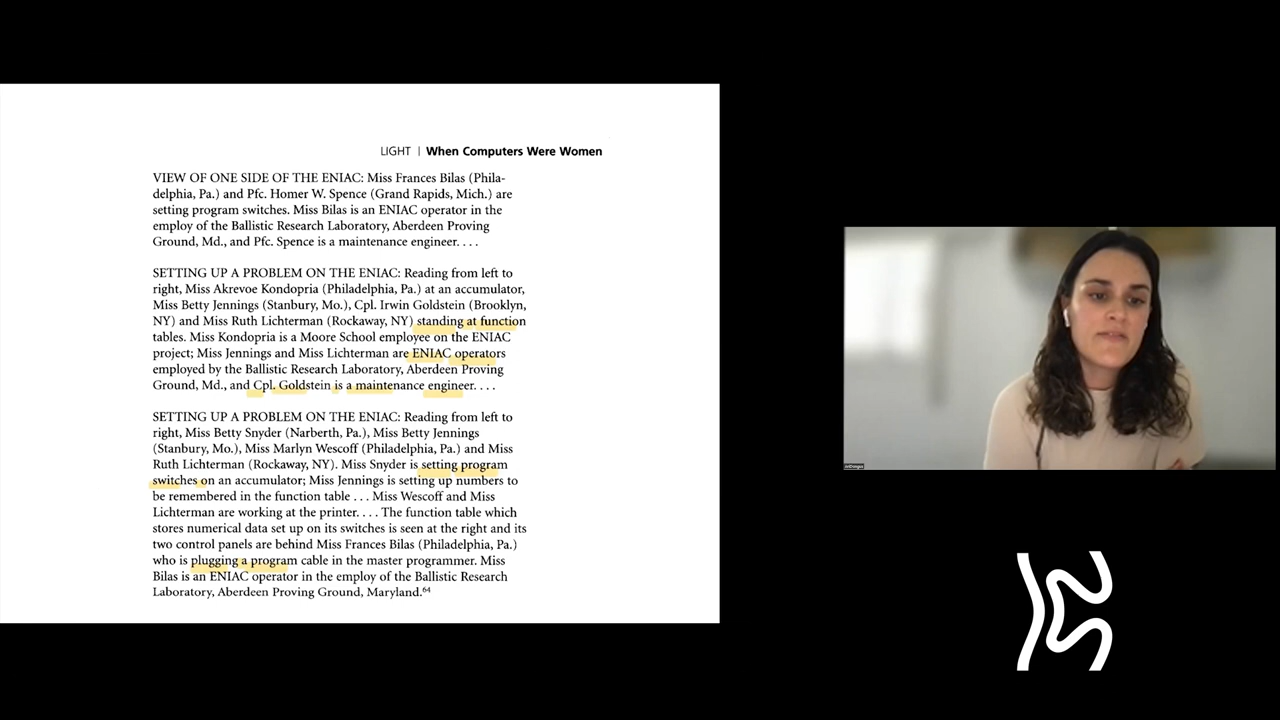 LIGHT | When Computers Were Women
VIEW OF ONE SIDE OF THE ENIAC: Miss Frances Bilas (Phila-
delphia, Pa.) and Pfc. Homer W. Spence (Grand Rapids, Mich.) are
setting program switches. Miss Bilas is an ENIAC operator in the
employ of the Ballistic Research Laboratory, Aberdeen Proving
Ground, Md., and Pfc. Spence is a maintenance engineer. . . .
SETTING UP A PROBLEM ON THE ENIAC: Reading from left to
right, Miss Akrevoe Kondopria (Philadelphia, Pa.) at an accumulator,
Miss Betty Jennings (Stanbury, Mo.), Cpl. Irwin Goldstein (Brooklyn,
NY) and Miss Ruth Lichterman (Rockaway, NY) standing at function
tables. Miss Kondopria is a Moore School employee on the ENIAC
project; Miss Jennings and Miss Lichterman are ENIAC operators
employed by the Ballistic Research Laboratory, Aberdeen Proving
Ground, Md., and Cpl. Goldstein is a maintenance engineer. . . .
SETTING UP A PROBLEM ON THE ENIAC: Reading from left to
right, Miss Betty Snyder (Narberth, Pa.), Miss Betty Jennings
(Stanbury, Mo.), Miss Marlyn Wescoff (Philadelphia, Pa.) and Miss
Ruth Lichterman (Rockaway, NY). Miss Snyder is setting program
switches on an accumulator; Miss Jennings is setting up numbers to
be remembered in the function table . . . Miss Wescoff and Miss
Lichterman are working at the printer. . . . The function table which
stores numerical data set up on its switches is seen at the right and its
two control panels are behind Miss Frances Bilas (Philadelphia, Pa.)
who is plugging a program cable in the master programmer. Miss
Bilas is an ENIAC operator in the employ of the Ballistic Research
Laboratory, Aberdeen Proving Ground, Maryland.64